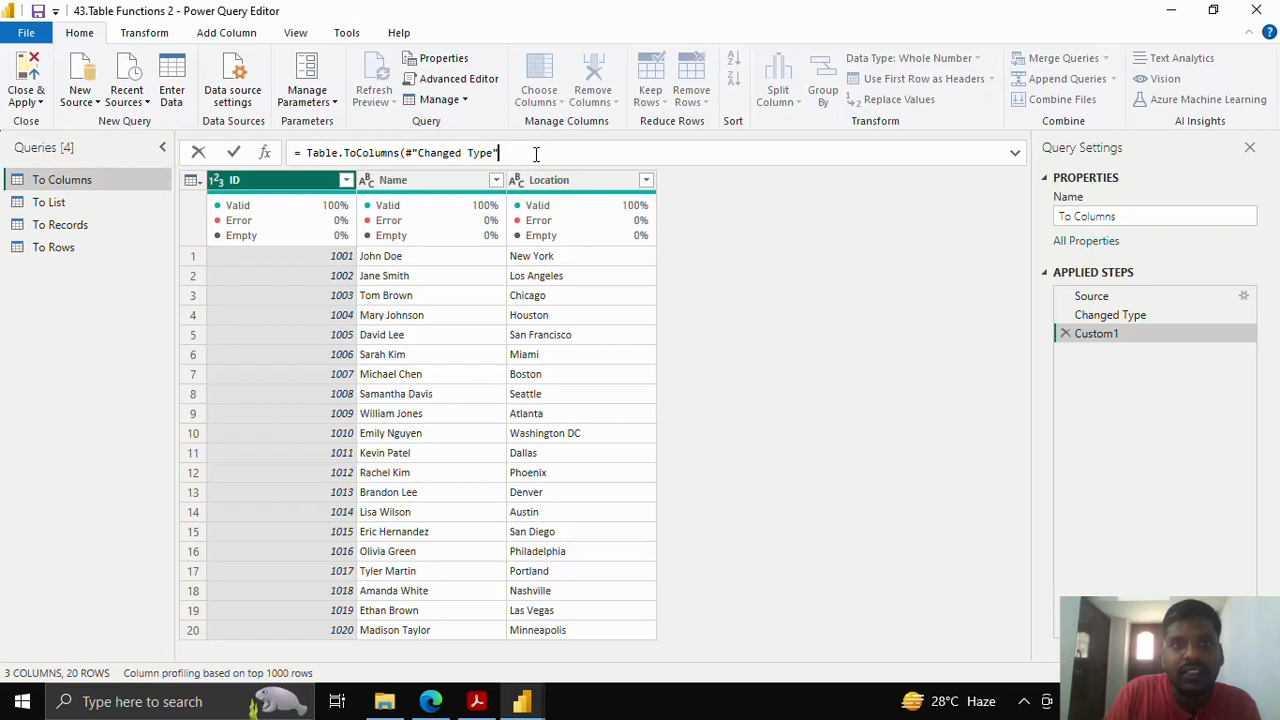 43.Table Functions 2 - Power Query Editor
File Home Transform Add Column View Tools Help
Close & Apply
New Source
Recent Sources
Enter Data
Data source settings
Manage Parameters
Refresh Preview
Properties
Advanced Editor
Manage
Choose Columns
Remove Columns
Keep Rows
Remove Rows
Split Column
Group By
Data Type: Whole Number
Use First Row as Headers
Replace Values
Merge Queries
Append Queries
Combine Files
Text Analytics
Vision
Azure Machine Learning
Close New Query Data Sources Parameters Query Manage Columns Reduce Rows Sort Transform Combine AI Insights
Queries [4]
To Columns
To List
To Records
To Rows
= Table.ToColumns(#"Changed Type"
ID Name Location
Valid 100% Valid 100% Valid 100%
Error 0% Error 0% Error 0%
Empty 0% Empty 0% Empty 0%
1 1001 John Doe New York
2 1002 Jane Smith Los Angeles
3 1003 Tom Brown Chicago
4 1004 Mary Johnson Houston
5 1005 David Lee San Francisco
6 1006 Sarah Kim Miami
7 1007 Michael Chen Boston
8 1008 Samantha Davis Seattle
9 1009 William Jones Atlanta
10 1010 Emily Nguyen Washington DC
11 1011 Kevin Patel Dallas
12 1012 Rachel Kim Phoenix
13 1013 Brandon Lee Denver
14 1014 Lisa Wilson Austin
15 1015 Eric Hernandez San Diego
16 1016 Olivia Green Philadelphia
17 1017 Tyler Martin Portland
18 1018 Amanda White Nashville
19 1019 Ethan Brown Las Vegas
20 1020 Madison Taylor Minneapolis
Query Settings
PROPERTIES
Name
To Columns
All Properties
APPLIED STEPS
Source
Changed Type
Custom1
3 COLUMNS, 20 ROWS Column profiling based on top 1000 rows
Type here to search
28°C Haze